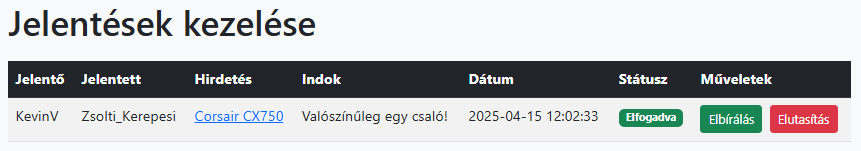 Jelentések kezelése
Jelentő Jelentett Hirdetés Indok Dátum Státusz Műveletek
KevinV Zsolti_Kerepesi Corsair CX750 Valószínűleg egy csaló! 2025-04-15 12:02:33 Elfogadva Elbírálás Elutasítás